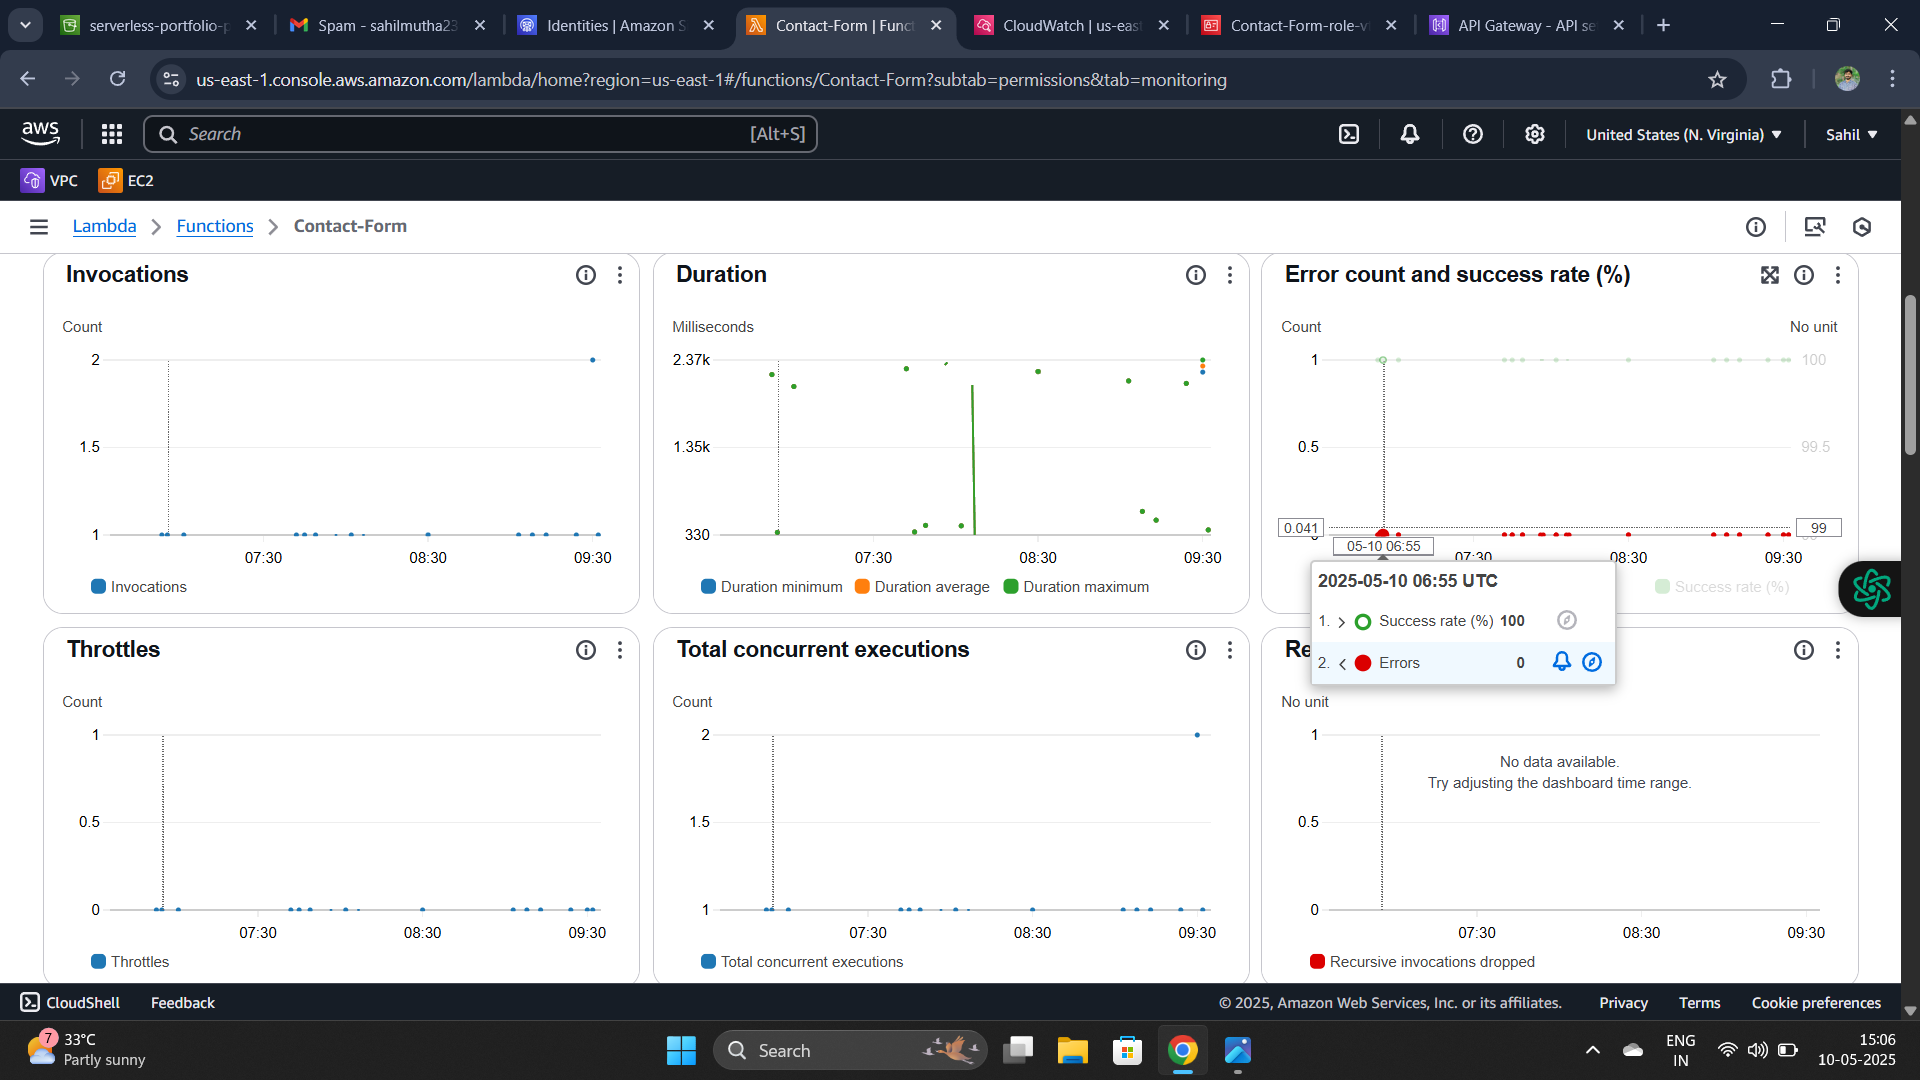 serverless-portfolio-p
Spam - sahilmutha23
Identities | Amazon S
Contact-Form | Funct
CloudWatch | us-eas
Contact-Form-role-v
API Gateway - API se
us-east-1.console.aws.amazon.com/lambda/home?region=us-east-1#/functions/Contact-Form?subtab=permissions&tab=monitoring
aws
Search
[Alt+S]
United States (N. Virginia)
Sahil
VPC
EC2
Lambda
Functions
Contact-Form
Invocations
Count
2
1.5
1
07:30
08:30
09:30
Invocations
Duration
Milliseconds
2.37k
1.35k
330
07:30
08:30
09:30
Duration minimum
Duration average
Duration maximum
Error count and success rate (%)
Count
No unit
1
100
0.5
99.5
0.041
99
05-10 06:55
07:30
08:30
09:30
Success rate (%)
2025-05-10 06:55 UTC
1. Success rate (%) 100
2. Errors 0
Throttles
Count
1
0.5
0
07:30
08:30
09:30
Throttles
Total concurrent executions
Count
2
1.5
1
07:30
08:30
09:30
Total concurrent executions
Re
No unit
1
0.5
0
No data available.
Try adjusting the dashboard time range.
07:30
08:30
09:30
Recursive invocations dropped
CloudShell
Feedback
© 2025, Amazon Web Services, Inc. or its affiliates.
Privacy
Terms
Cookie preferences
7
33°C
Partly sunny
Search
ENG
IN
15:06
10-05-2025